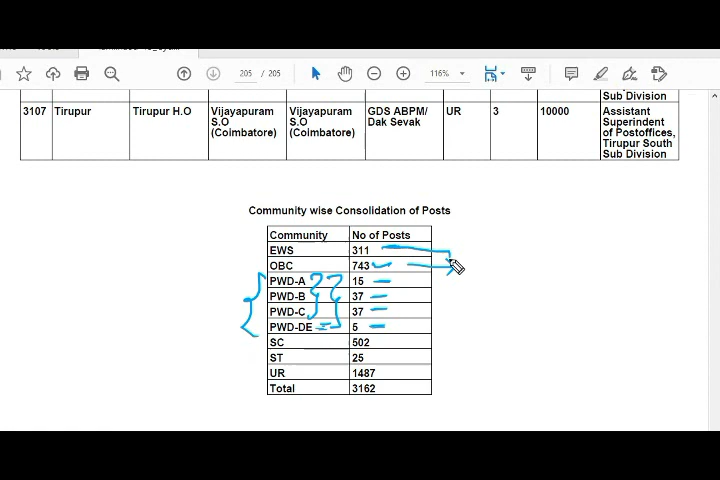 205 / 205
116%
Sub Division
3107 Tirupur Tirupur H.O Vijayapuram S.O (Coimbatore) Vijayapuram S.O (Coimbatore) GDS ABPM/ Dak Sevak UR 3 10000 Assistant Superindent of Postoffices, Tirupur South Sub Division
Community wise Consolidation of Posts
Community No of Posts
EWS 311
OBC 743
PWD-A 15
PWD-B 37
PWD-C 37
PWD-DE 5
SC 502
ST 25
UR 1487
Total 3162